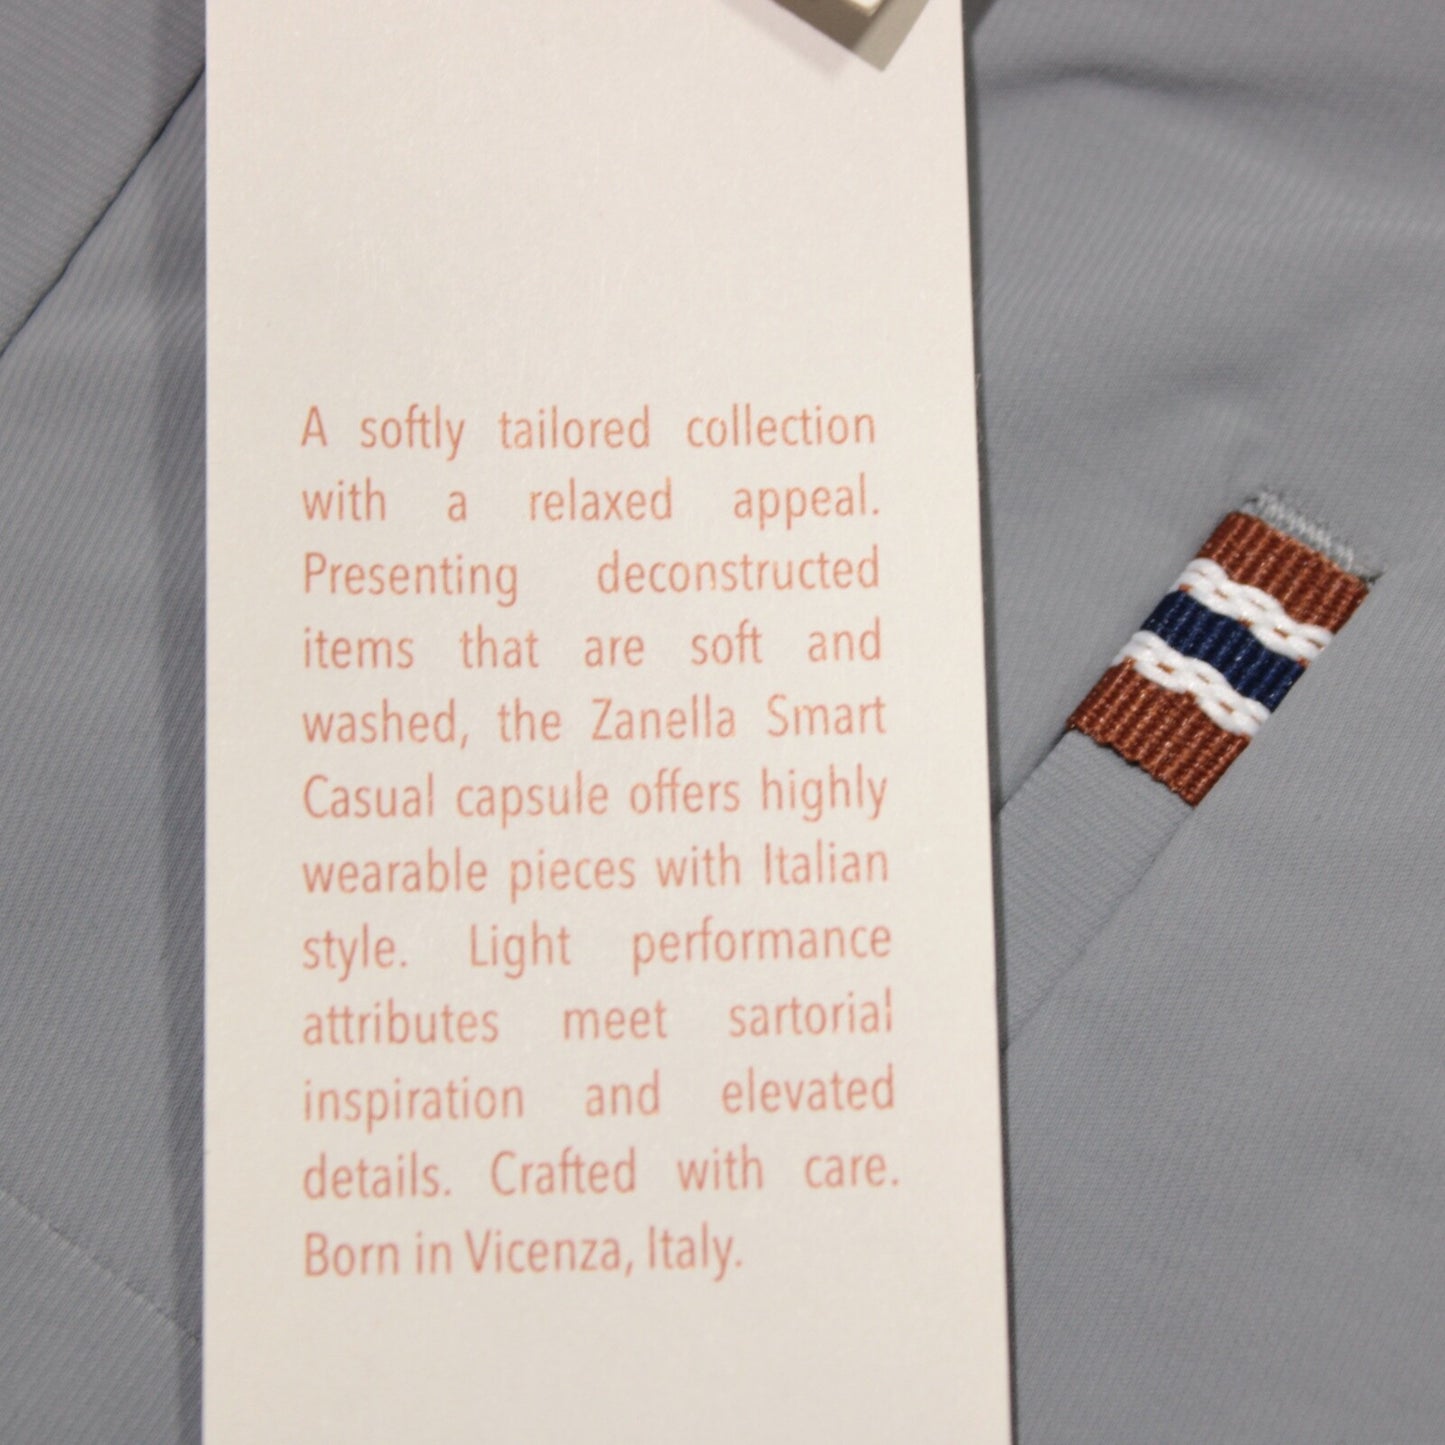 A softly tailored collection
with a relaxed appeal.
Presenting deconstructed
items that are soft and
washed, the Zanella Smart
Casual capsule offers highly
wearable pieces with Italian
style. Light performance
attributes meet sartorial
inspiration and elevated
details. Crafted with care.
Born in Vicenza, Italy.